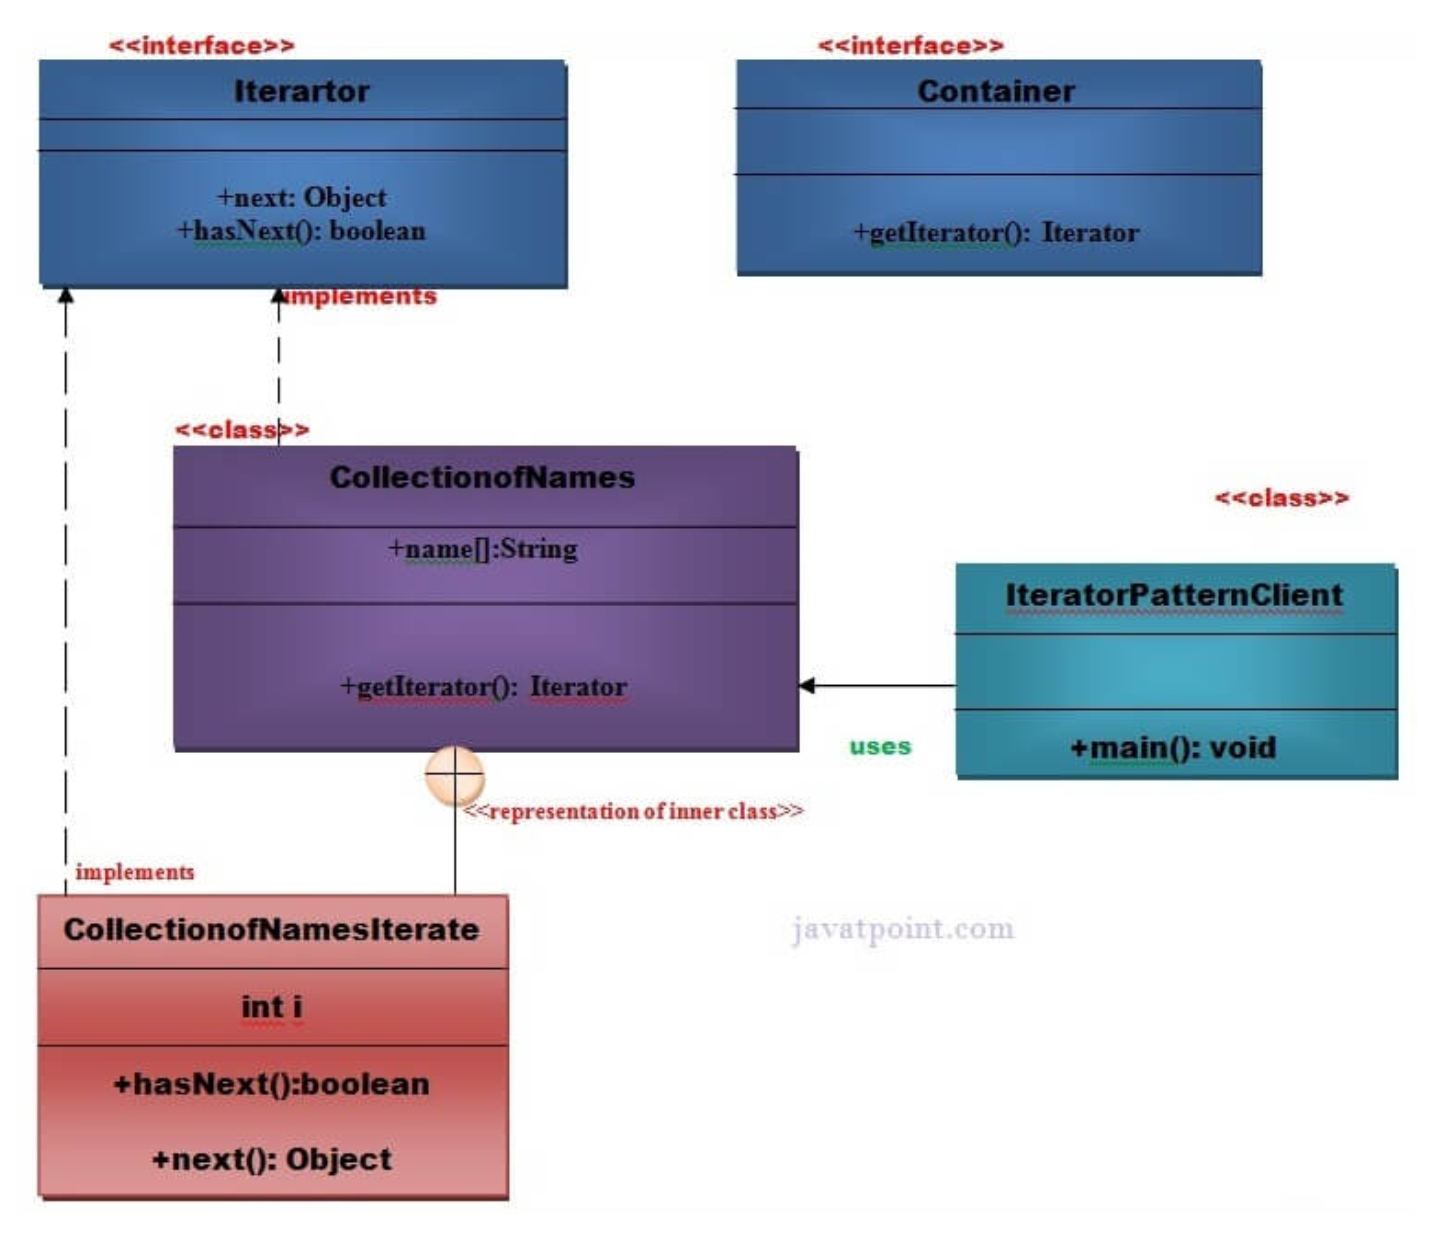 <<interface>>
Iterartor
+next: Object
+hasNext(): boolean
<<interface>>
Container
+getIterator(): Iterator
implements
<<class>>
CollectionofNames
+name[]:String
+getIterator(): Iterator
<<class>>
IteratorPatternClient
+main(): void
uses
<<representation of inner class>>
implements
CollectionofNamesIterate
int i
+hasNext():boolean
+next(): Object
javatpoint.com